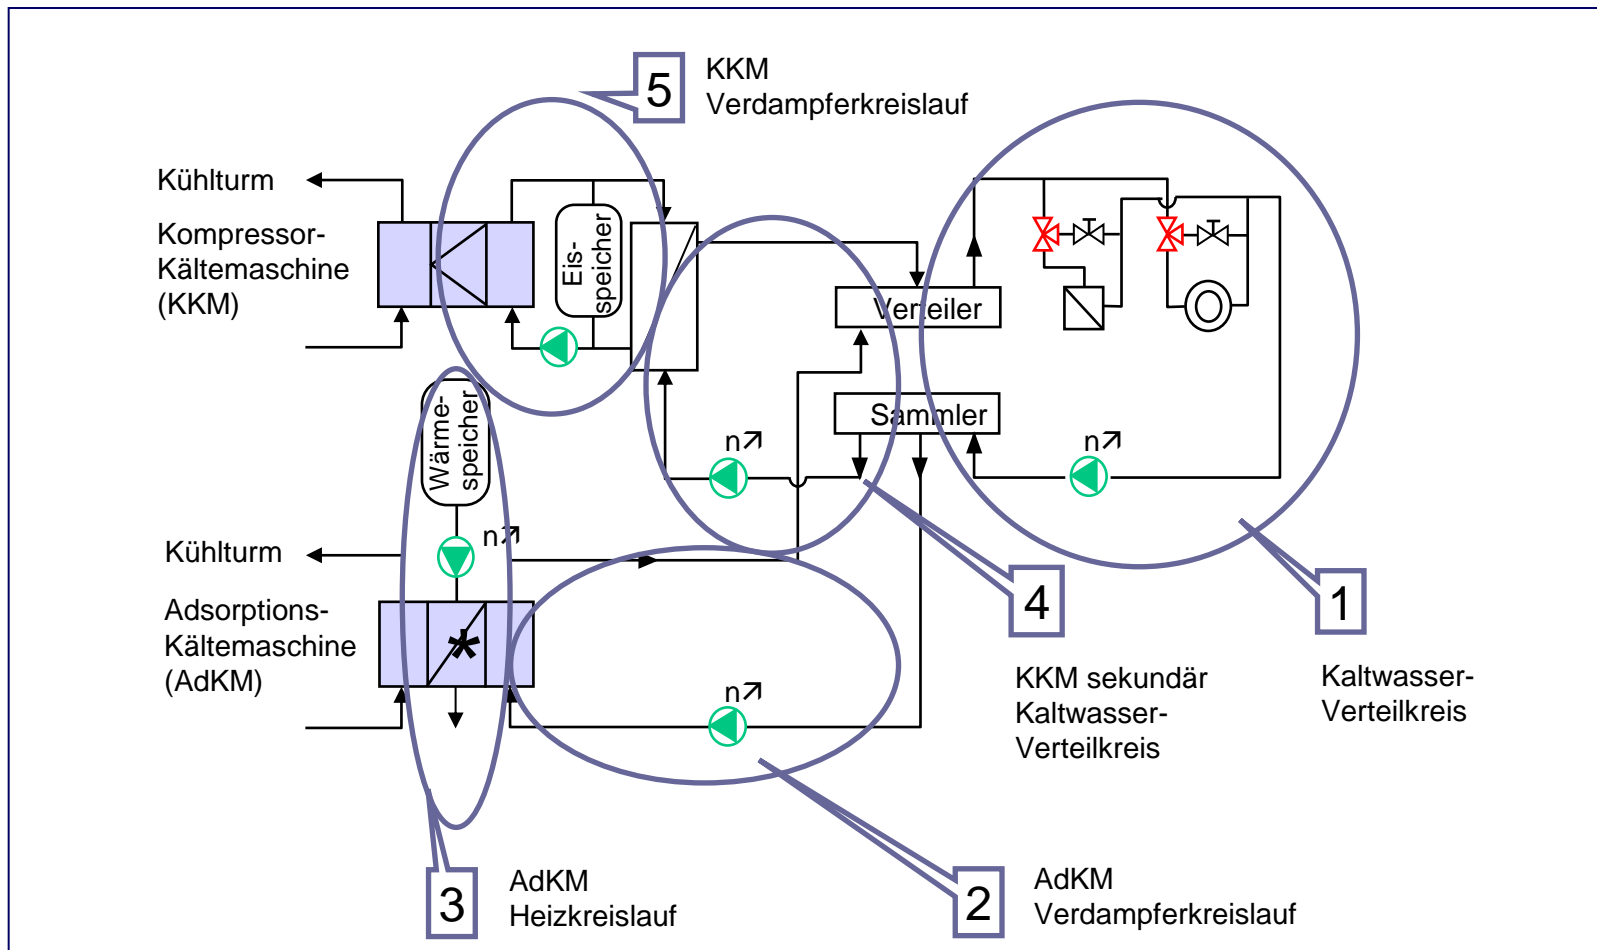 5
KKM
Verdampferkreislauf
Kühlturm
Kompressor-
Kältemaschine
(KKM)
Eis-
speicher
Verteiler
Sammler
n
n
Wärme-
speicher
n
Kühlturm
Adsorptions-
Kältemaschine
(AdKM)
*
n
4
KKM sekundär
Kaltwasser-
Verteilkreis
1
Kaltwasser-
Verteilkreis
3
AdKM
Heizkreislauf
2
AdKM
Verdampferkreislauf